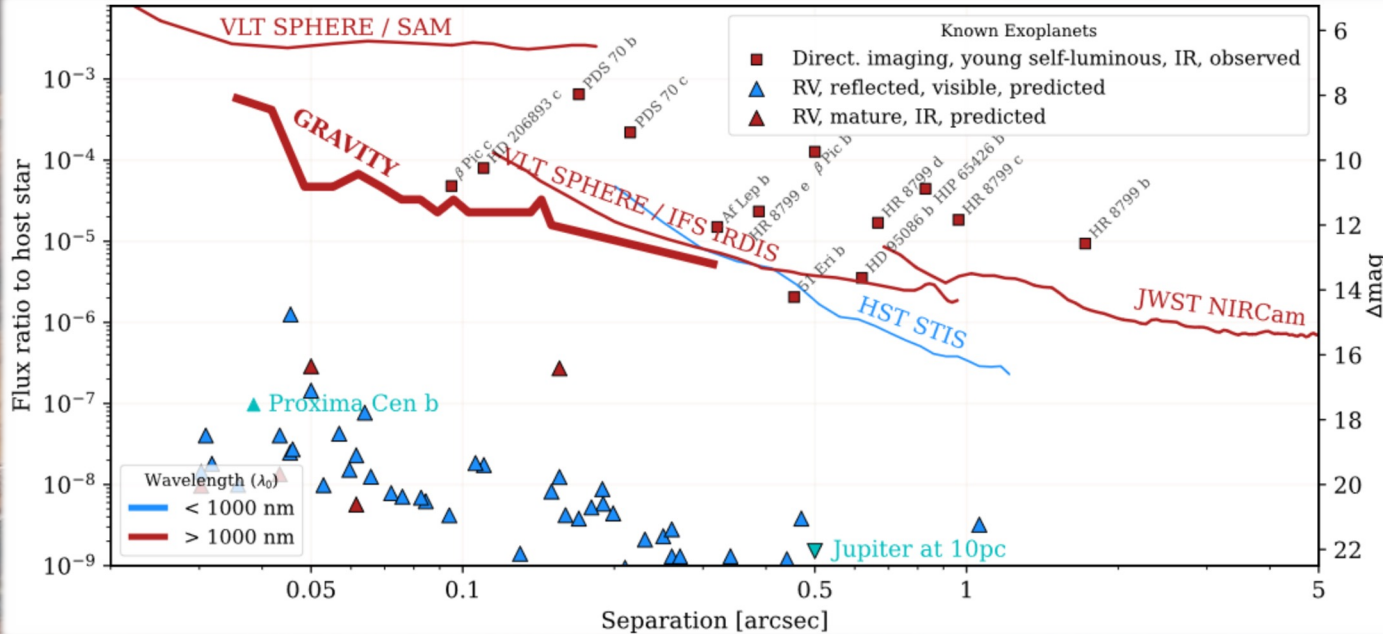 VLT SPHERE / SAM
Known Exoplanets
Direct. imaging, young self-luminous, IR, observed
RV, reflected, visible, predicted
RV, mature, IR, predicted
GRAVITY
β Pic c
HD 206893 c
PDS 70 b
PDS 70 c
VLT SPHERE / IFS IRDIS
Af Lep b
HR 8799 e
β Pic b
51 Eri b
HD 95086 b
HR 8799 d
HIP 65426 b
HR 8799 c
HR 8799 b
HST STIS
JWST NIRCam
Proxima Cen b
Jupiter at 10pc
Wavelength (λ₀)
< 1000 nm
> 1000 nm
Flux ratio to host star
10⁻³
10⁻⁴
10⁻⁵
10⁻⁶
10⁻⁷
10⁻⁸
10⁻⁹
6
8
10
12
14
16
18
20
22
Δmag
0.05
0.1
0.5
1
5
Separation [arcsec]